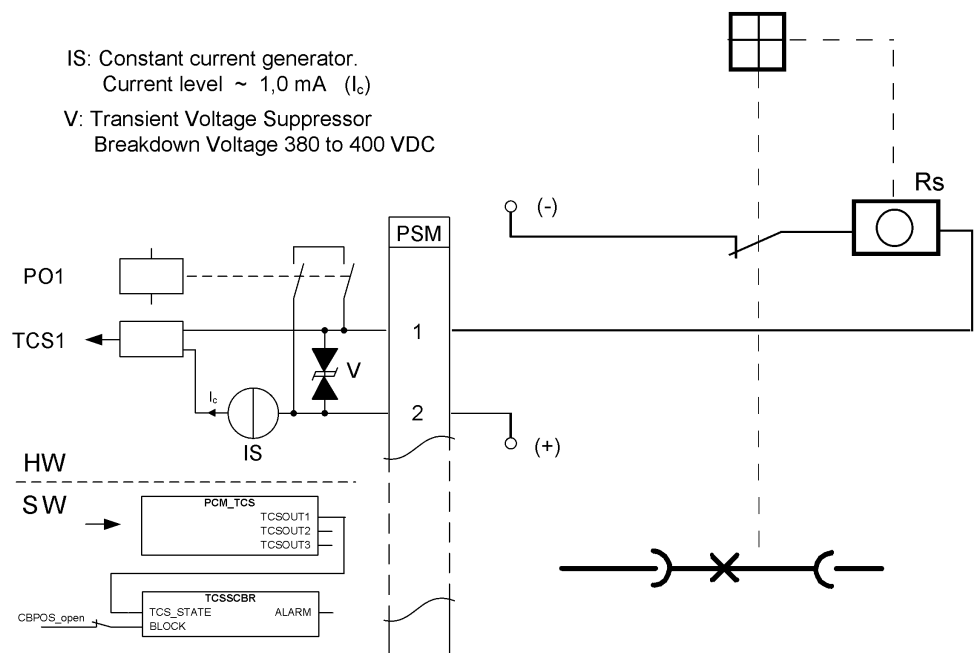 IS: Constant current generator.
Current level ~ 1,0 mA (Ic)
V: Transient Voltage Suppressor
Breakdown Voltage 380 to 400 VDC
Rs
(-)
PSM
PO1
1
TCS1
V
Ic
2
IS
(+)
HW
SW
PCM_TCS
TCSOUT1
TCSOUT2
TCSOUT3
TCSSCBR
CBPOS_open
TCS_STATE ALARM
BLOCK